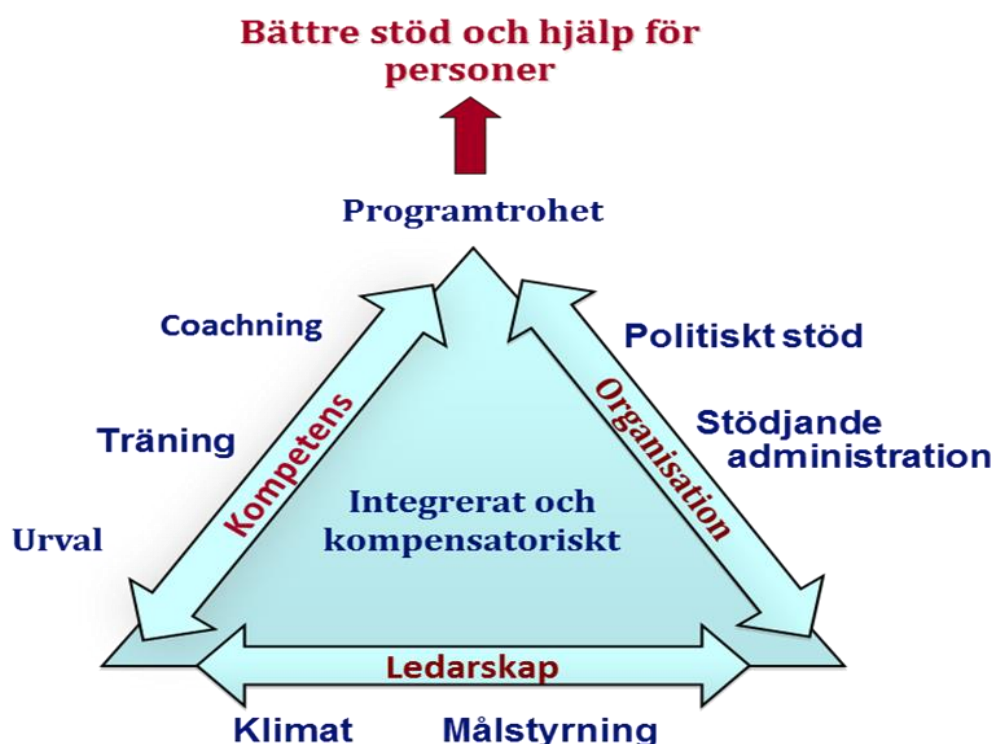 Bättre stöd och hjälp för
personer
Programtrohet
Coachning
Politiskt stöd
Träning
Kompetens
Organisation
Stödjande
administration
Urval
Integrerat och
kompensatoriskt
Ledarskap
Klimat
Målstyrning